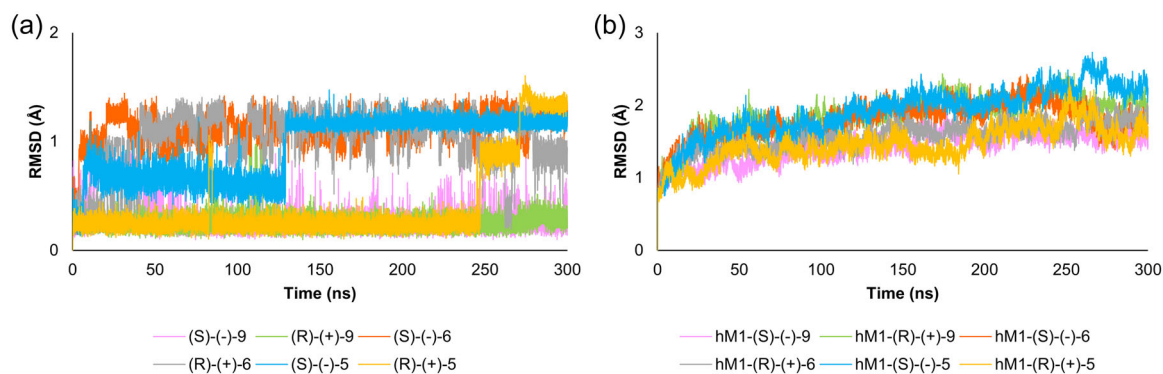 (a)
2
1
0
RMSD (Å)
0 50 100 150 200 250 300
Time (ns)
(S)-(-)-9 (R)-(+)-9 (S)-(-)-6
(R)-(+)-6 (S)-(-)-5 (R)-(+)-5
(b)
3
2
1
0
RMSD (Å)
0 50 100 150 200 250 300
Time (ns)
hM1-(S)-(-)-9 hM1-(R)-(+)-9 hM1-(S)-(-)-6
hM1-(R)-(+)-6 hM1-(S)-(-)-5 hM1-(R)-(+)-5